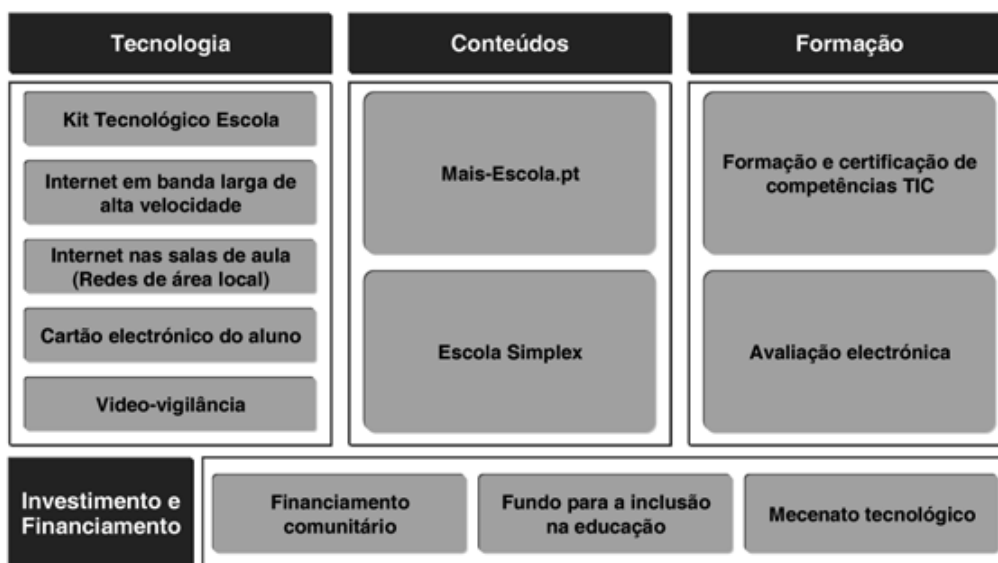 Tecnologia
Kit Tecnológico Escola
Internet em banda larga de
alta velocidade
Internet nas salas de aula
(Redes de área local)
Cartão electrónico do aluno
Video-vigilância
Conteúdos
Mais-Escola.pt
Escola Simplex
Formação
Formação e certificação de
competências TIC
Avaliação electrónica
Investimento e
Financiamento
Financiamento
comunitário
Fundo para a inclusão
na educação
Mecenato tecnológico